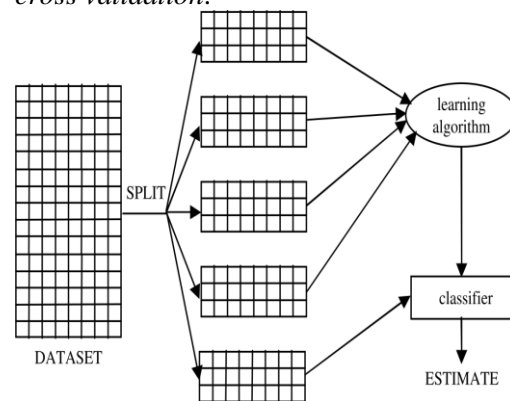 cross validation.
learning
algorithm
SPLIT
classifier
DATASET
ESTIMATE